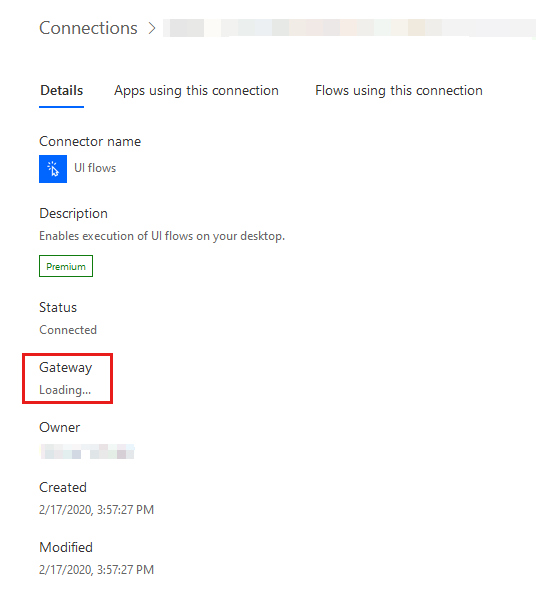 Connections >
Details Apps using this connection Flows using this connection
Connector name
UI flows
Description
Enables execution of UI flows on your desktop.
Premium
Status
Connected
Gateway
Loading...
Owner
Created
2/17/2020, 3:57:27 PM
Modified
2/17/2020, 3:57:27 PM